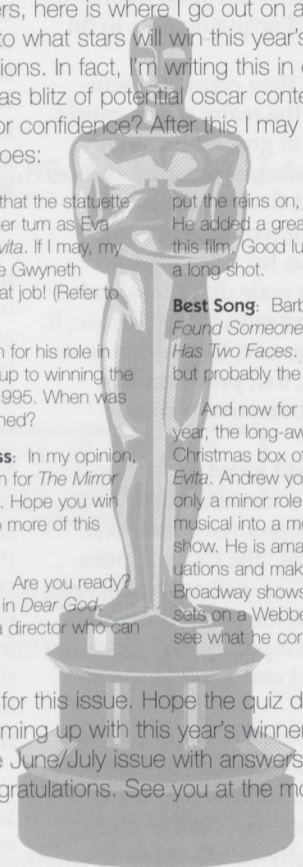 rs, here is where I go out on a
to what stars will win this year's
ions. In fact, I'm writing this in
as blitz of potential oscar conte
or confidence? After this I may
oes:
that the statuette
er turn as Eva
vita. If I may, my
e Gwyneth
at job! (Refer to
n for his role in
up to winning the
1995. When was
ned?
ss: In my opinion,
n for The Mirror
. Hope you win
o more of this
Are you ready?
in Dear God.
a director who can
put the reins on,
He added a grea
this film. Good lu
a long shot.
Best Song: Barb
Found Someone
Has Two Faces.
but probably the
And now for
year, the long-aw
Christmas box of
Evita. Andrew yo
only a minor role
musical into a m
show. He is ama
uations and mak
Broadway shows
sets on a Webbe
see what he con
for this issue. Hope the quiz d
ming up with this year's winner
e June/July issue with answers
gratulations. See you at the mo